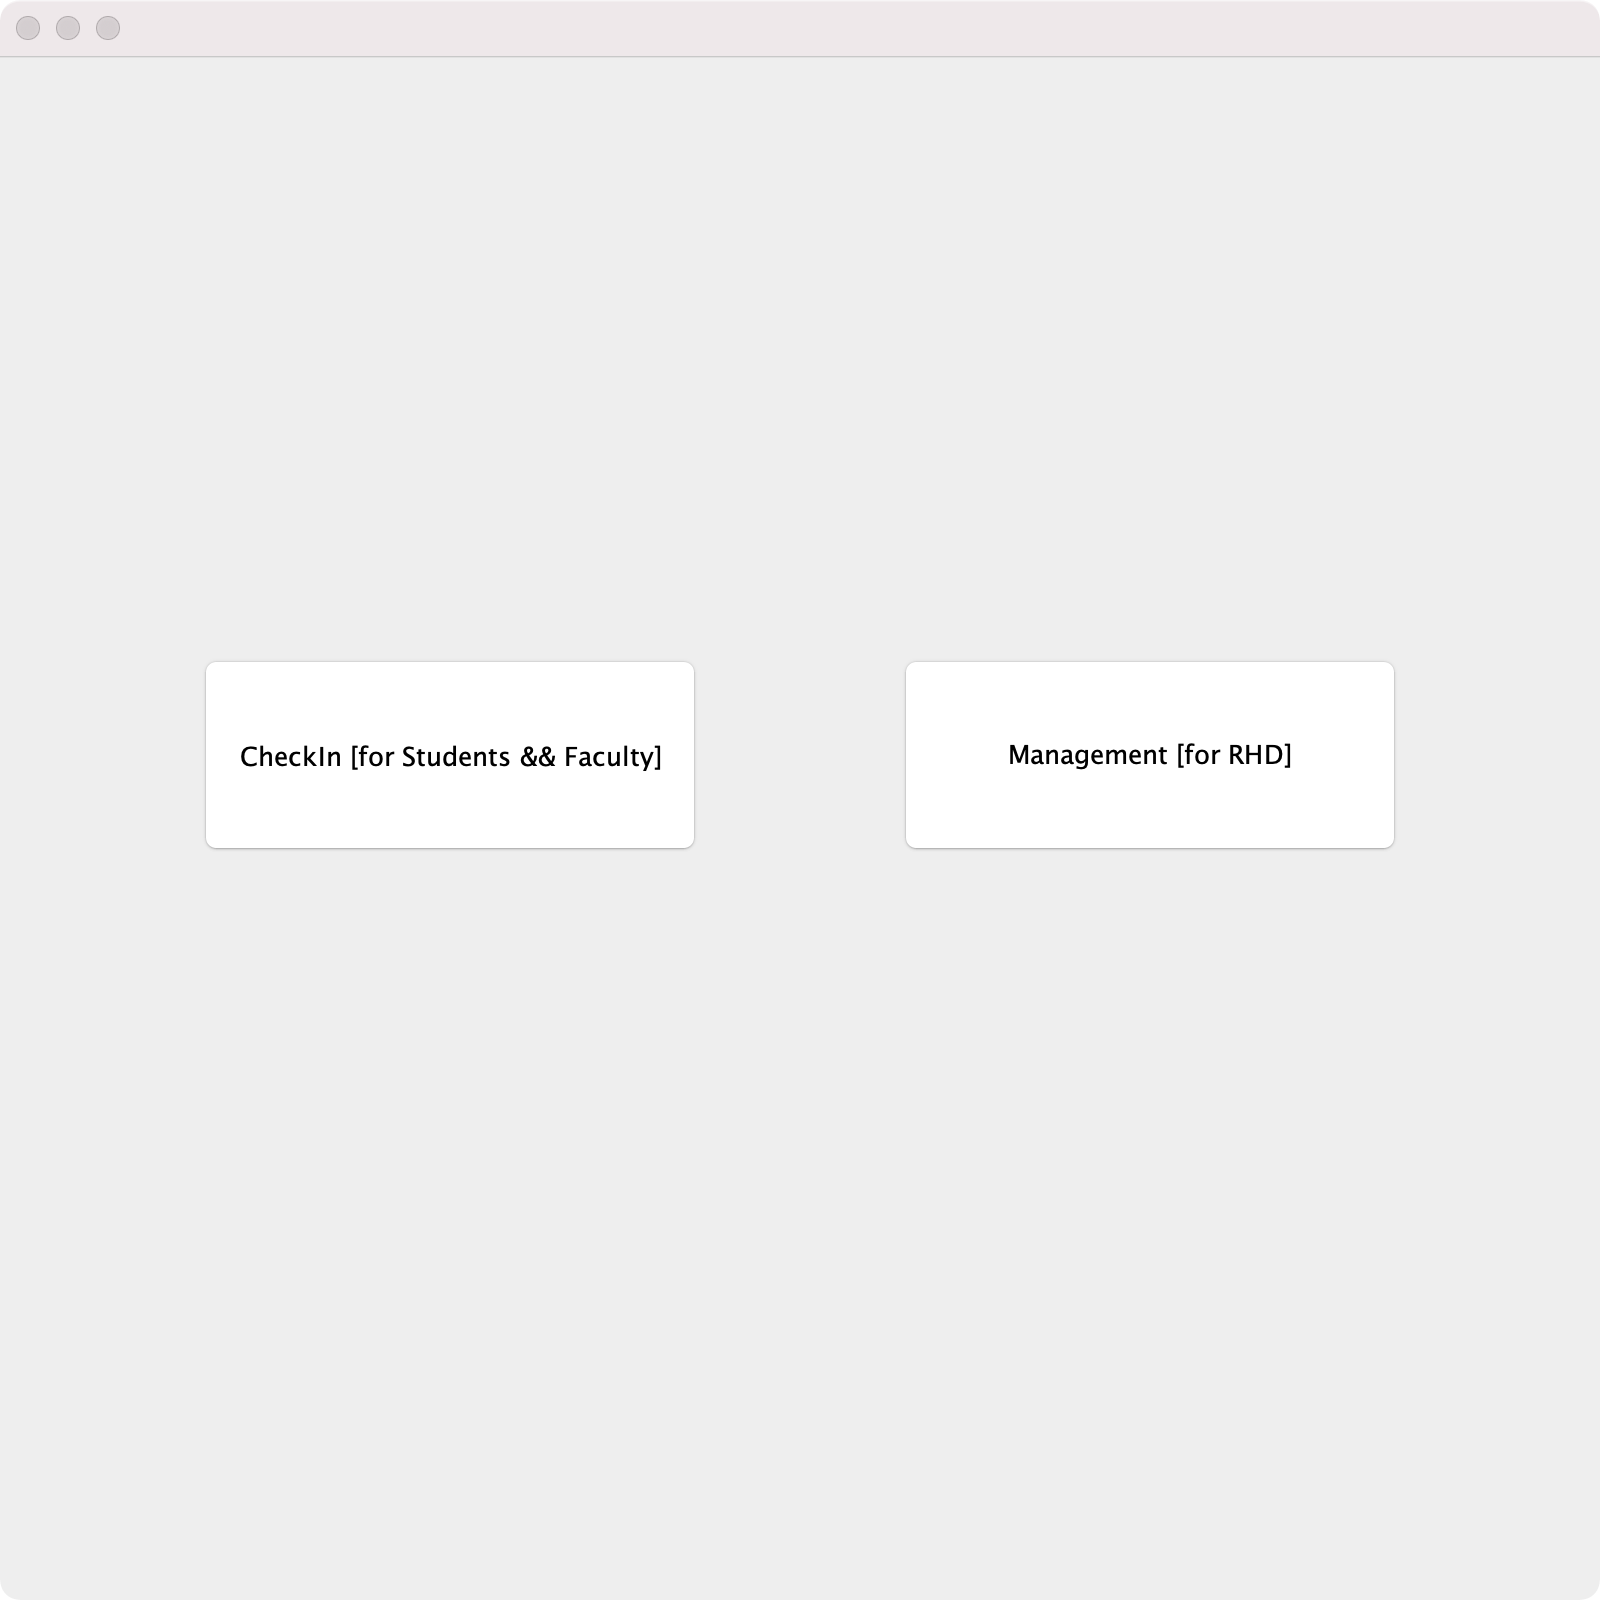 CheckIn [for Students && Faculty]
Management [for RHD]